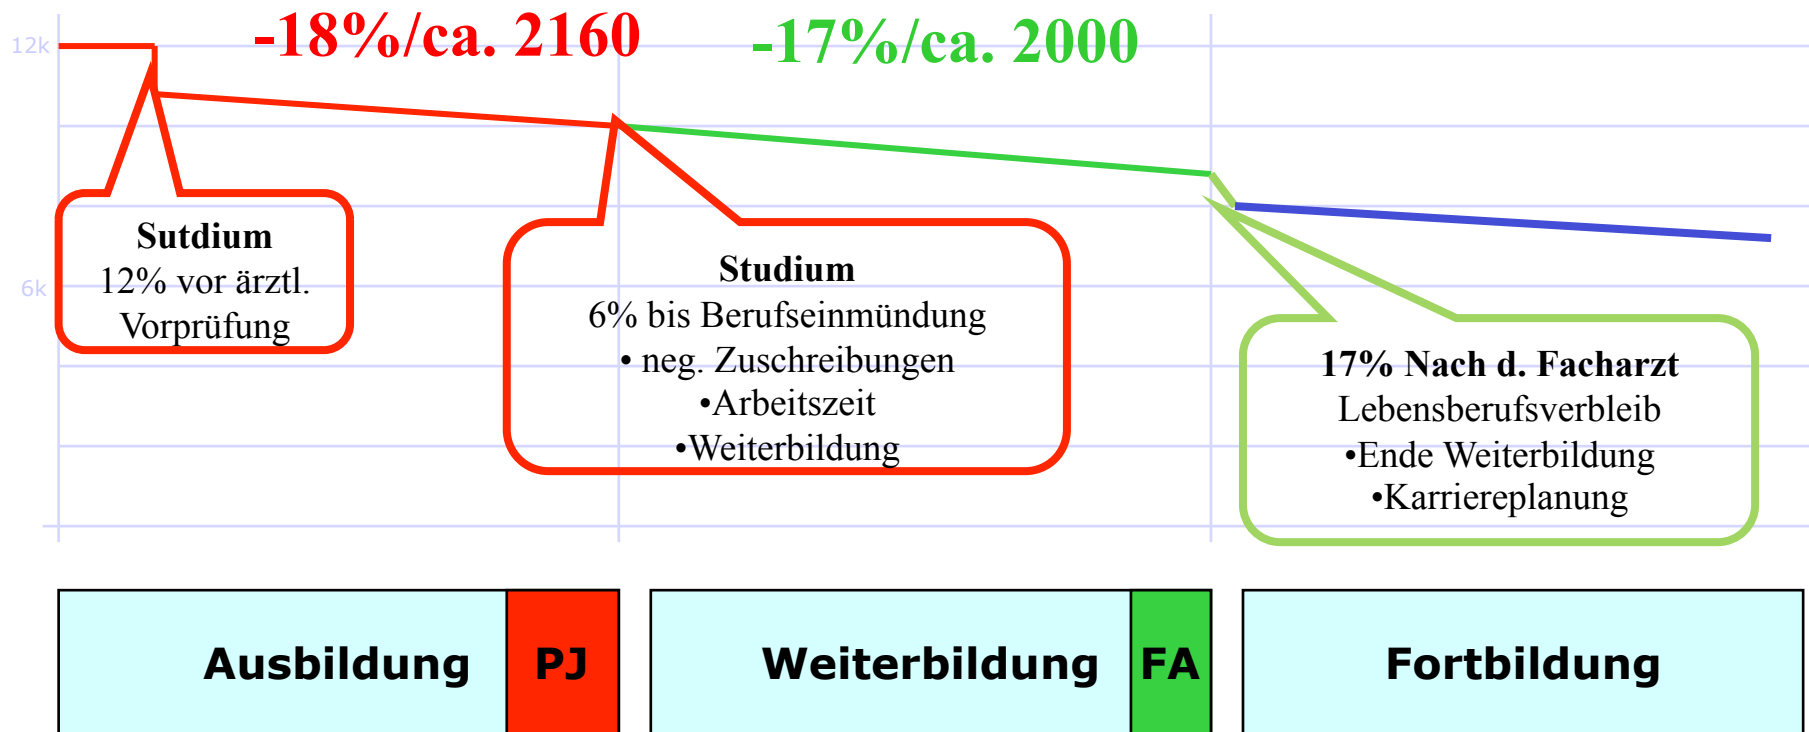 12k
-18%/ca. 2160
-17%/ca. 2000
6k
Sutdium
12% vor ärztl.
Vorprüfung
Studium
6% bis Berufseinmündung
• neg. Zuschreibungen
•Arbeitszeit
•Weiterbildung
17% Nach d. Facharzt
Lebensberufsverbleib
•Ende Weiterbildung
•Karriereplanung
Ausbildung
PJ
Weiterbildung
FA
Fortbildung